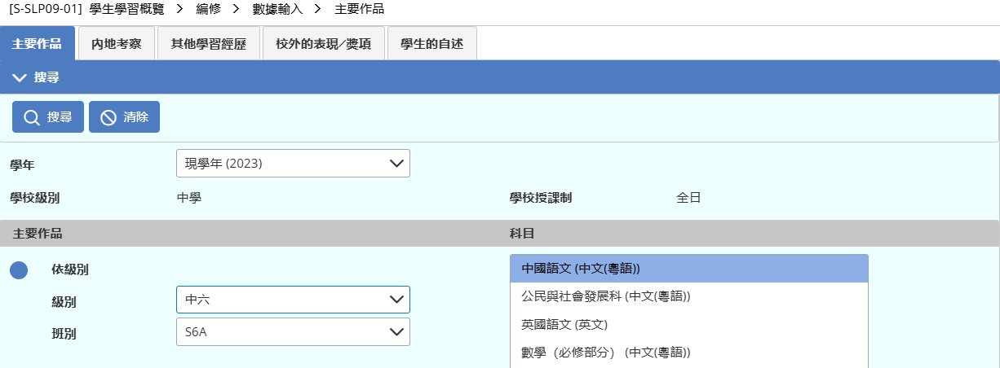 [S-SLP09-01] 學生學習概覽 > 編修 > 數據輸入 > 主要作品
主要作品 內地考察 其他學習經歷 校外的表現/獎項 學生的自述
搜尋
搜尋 清除
學年 現學年 (2023)
學校級別 中學 學校授課制 全日
主要作品 科目
依級別 中國語文 (中文(粵語))
級別 中六 公民與社會發展科 (中文(粵語))
班別 S6A 英國語文 (英文)
數學（必修部分） (中文(粵語))